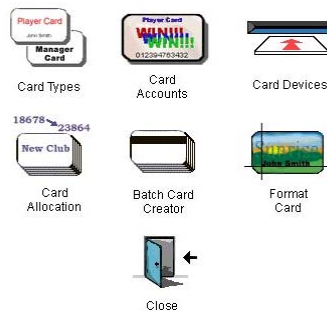 Player Card
John Smith
Manager
Card
Card Types
Player Card
WIN!!!
WIN!!!
012394763432
Card
Accounts
Card Devices
18678
23864
New Club
Card
Allocation
Batch Card
Creator
Sunrise
John Smith
Format
Card
Close